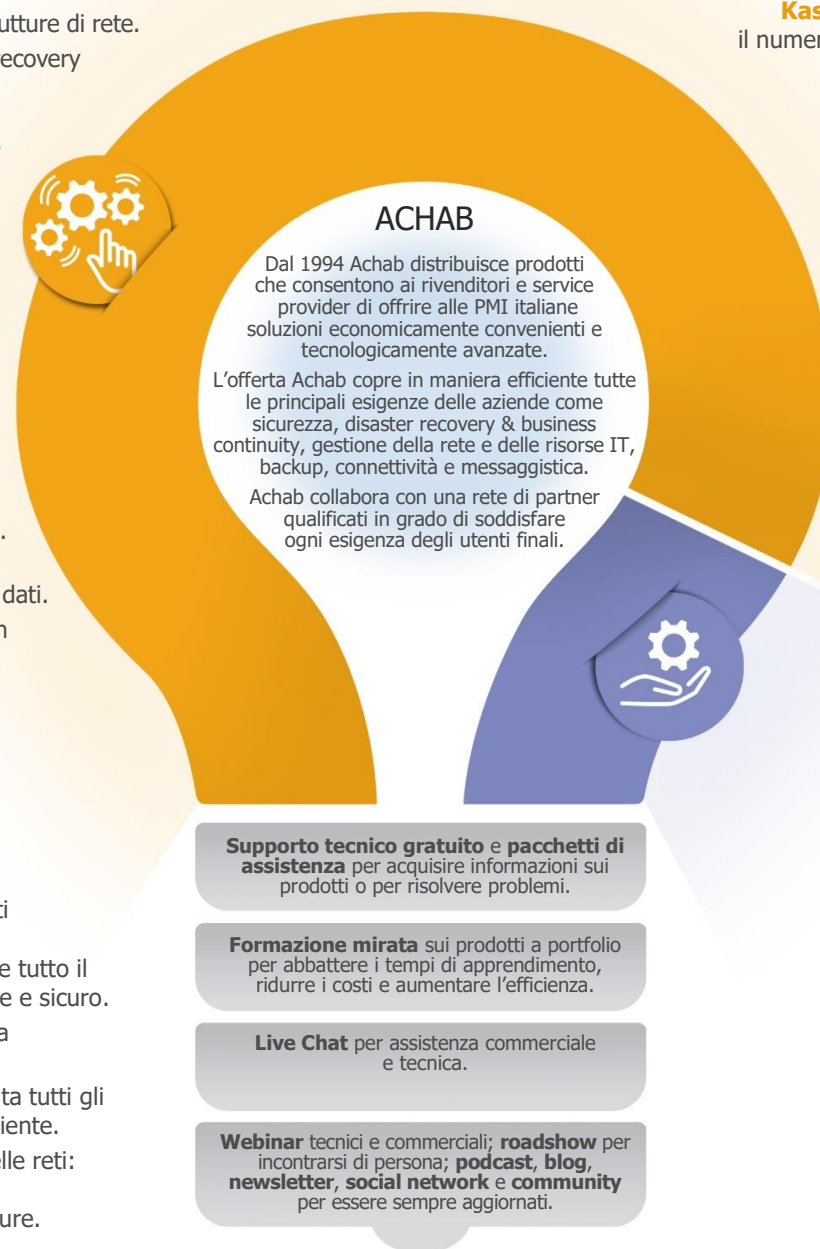 utture di rete.
recovery
.
dati.
ti
e tutto il
e e sicuro.
a
ta tutti gli
iente.
lle reti:
ure.
ACHAB
Dal 1994 Achab distribuisce prodotti
che consentono ai rivenditori e service
provider di offrire alle PMI italiane
soluzioni economicamente convenienti e
tecnologicamente avanzate.
L'offerta Achab copre in maniera efficiente tutte
le principali esigenze delle aziende come
sicurezza, disaster recovery & business
continuity, gestione della rete e delle risorse IT,
backup, connettività e messaggistica.
Achab collabora con una rete di partner
qualificati in grado di soddisfare
ogni esigenza degli utenti finali.
Supporto tecnico gratuito e pacchetti di
assistenza per acquisire informazioni sui
prodotti o per risolvere problemi.
Formazione mirata sui prodotti a portfolio
per abbattere i tempi di apprendimento,
ridurre i costi e aumentare l'efficienza.
Live Chat per assistenza commerciale
e tecnica.
Webinar tecnici e commerciali; roadshow per
incontrarsi di persona; podcast, blog,
newsletter, social network e community
per essere sempre aggiornati.
Kas
il numer